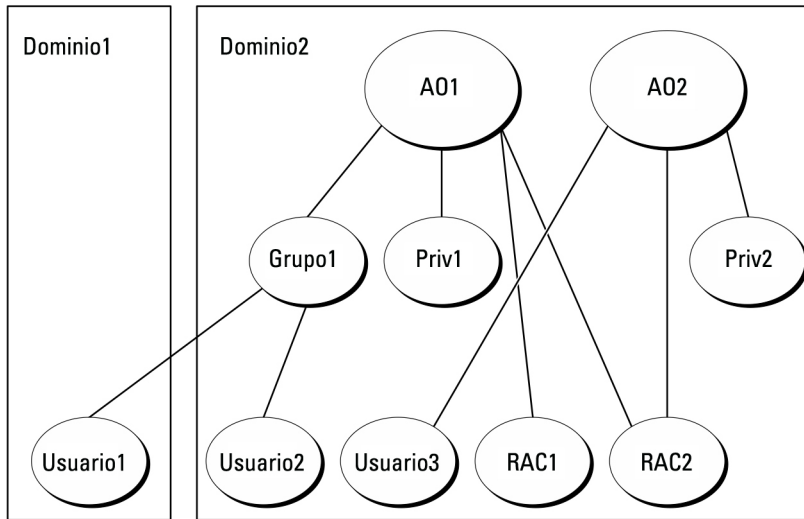 Dominio1
Dominio2
AO1
AO2
Grupo1
Priv1
Priv2
Usuario1
Usuario2
Usuario3
RAC1
RAC2